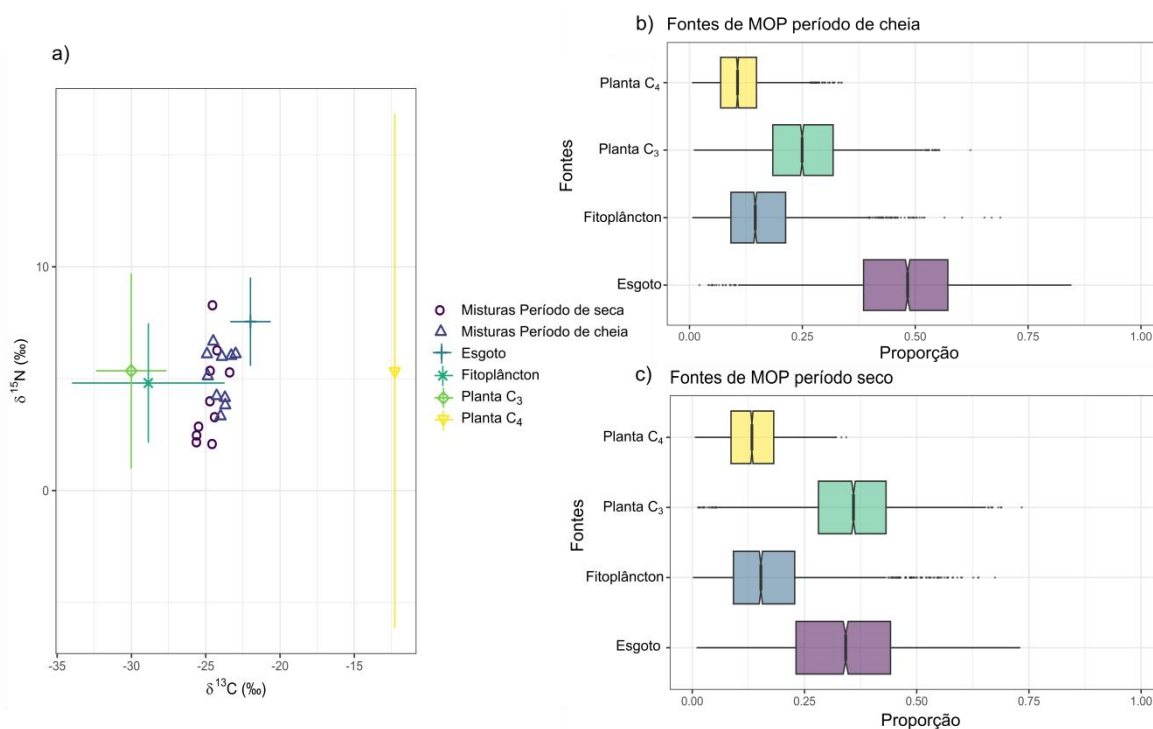 a)
10
0
-35
-30
-25
-20
-15
δ¹⁵N (‰)
δ¹³C (‰)
Misturas Período de seca
Misturas Período de cheia
Esgoto
Fitoplâncton
Planta C₃
Planta C₄
b) Fontes de MOP período de cheia
Planta C₄
Planta C₃
Fitoplâncton
Esgoto
Fontes
0.00
0.25
0.50
0.75
1.00
Proporção
c) Fontes de MOP período seco
Planta C₄
Planta C₃
Fitoplâncton
Esgoto
Fontes
0.00
0.25
0.50
0.75
1.00
Proporção